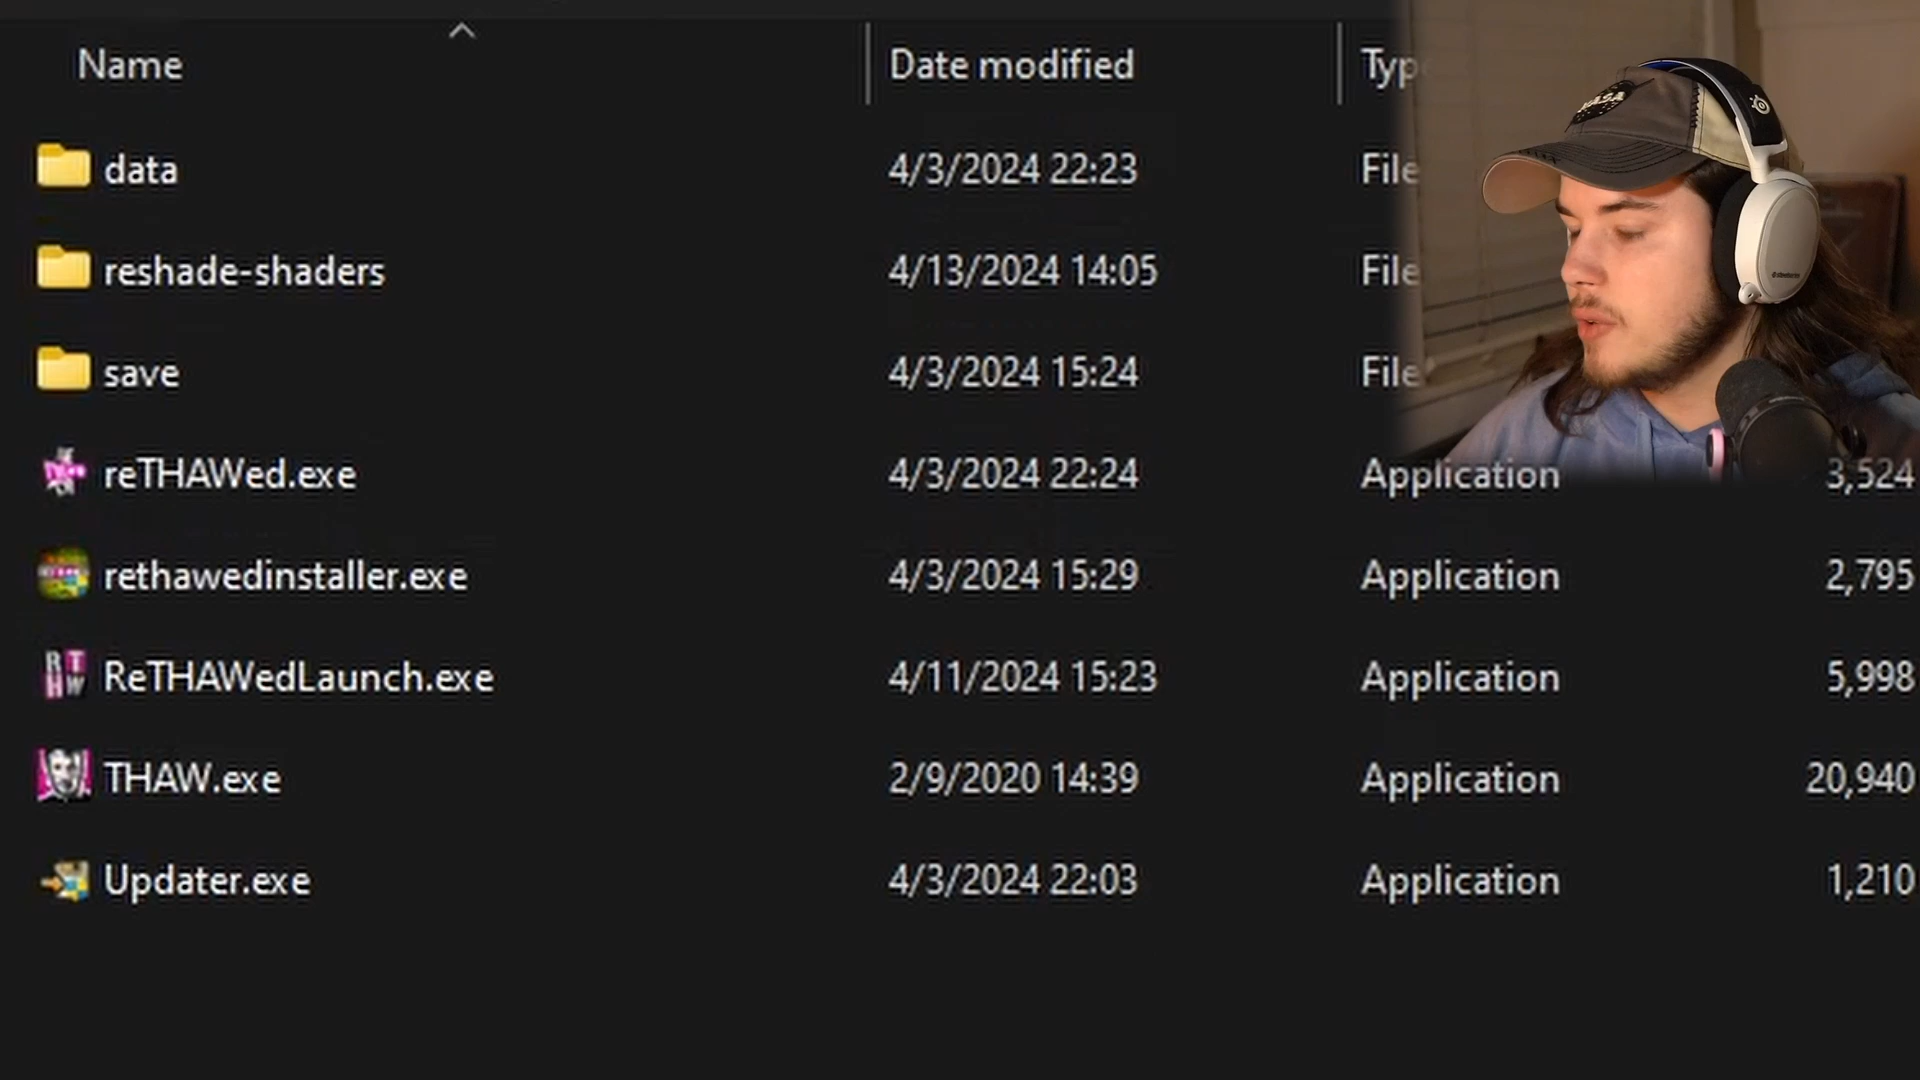 Name Date modified Typ
data 4/3/2024 22:23 File
reshade-shaders 4/13/2024 14:05 File
save 4/3/2024 15:24 File
reTHAWed.exe 4/3/2024 22:24 Application 3,524
rethawedinstaller.exe 4/3/2024 15:29 Application 2,795
ReTHAWedLaunch.exe 4/11/2024 15:23 Application 5,998
THAW.exe 2/9/2020 14:39 Application 20,940
Updater.exe 4/3/2024 22:03 Application 1,210
NASA